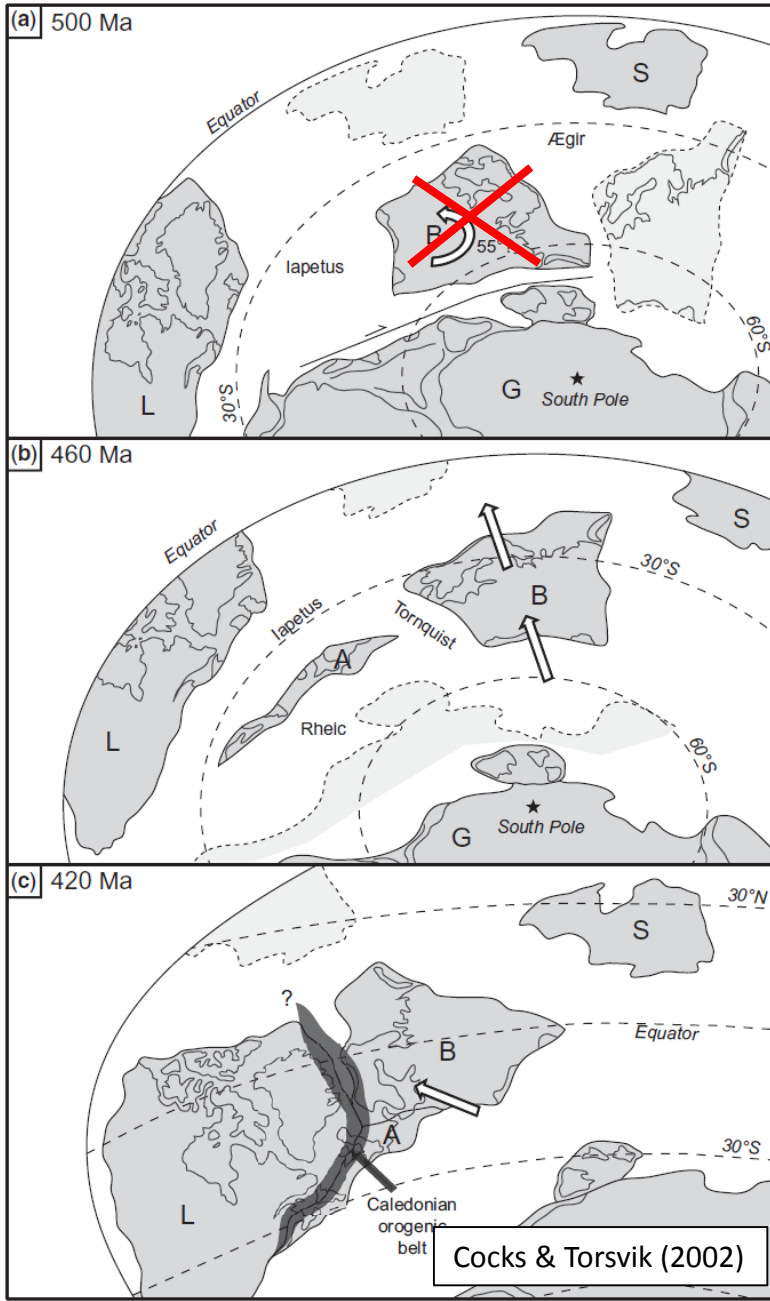 (a) 500 Ma
S
Equator
Ægir
B
55°
Iapetus
60°S
30°S
L
G
South Pole
(b) 460 Ma
S
Equator
30°S
Iapetus
B
Tornquist
A
Rheic
L
60°S
South Pole
G
(c) 420 Ma
30°N
S
?
B
Equator
A
30°S
L
Caledonian
orogenic
belt
Cocks & Torsvik (2002)